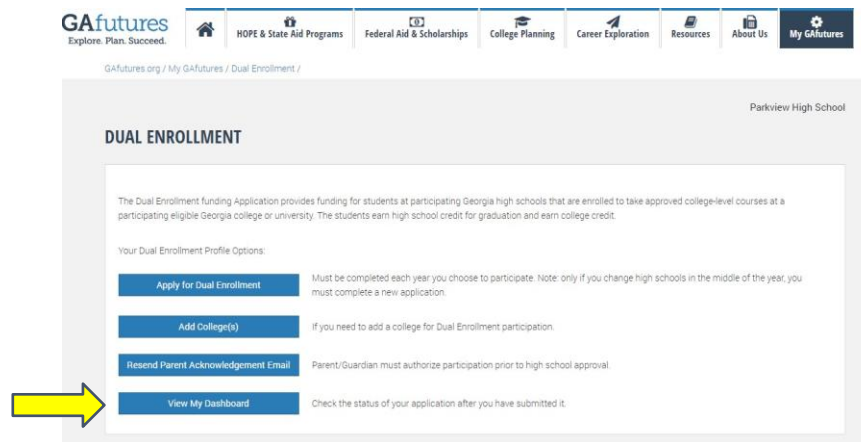 GAfutures
Explore. Plan. Succeed.
HOPE & State Aid Programs
Federal Aid & Scholarships
College Planning
Career Exploration
Resources
About Us
My GAfutures
GAfutures.org / My GAfutures / Dual Enrollment /
Parkview High School
DUAL ENROLLMENT
The Dual Enrollment funding Application provides funding for students at participating Georgia high schools that are enrolled to take approved college-level courses at a
participating eligible Georgia college or university. The students earn high school credit for graduation and earn college credit.
Your Dual Enrollment Profile Options:
Apply for Dual Enrollment
Must be completed each year you choose to participate. Note: only if you change high schools in the middle of the year, you
must complete a new application.
Add College(s)
If you need to add a college for Dual Enrollment participation.
Resend Parent Acknowledgement Email
Parent/Guardian must authorize participation prior to high school approval.
View My Dashboard
Check the status of your application after you have submitted it.